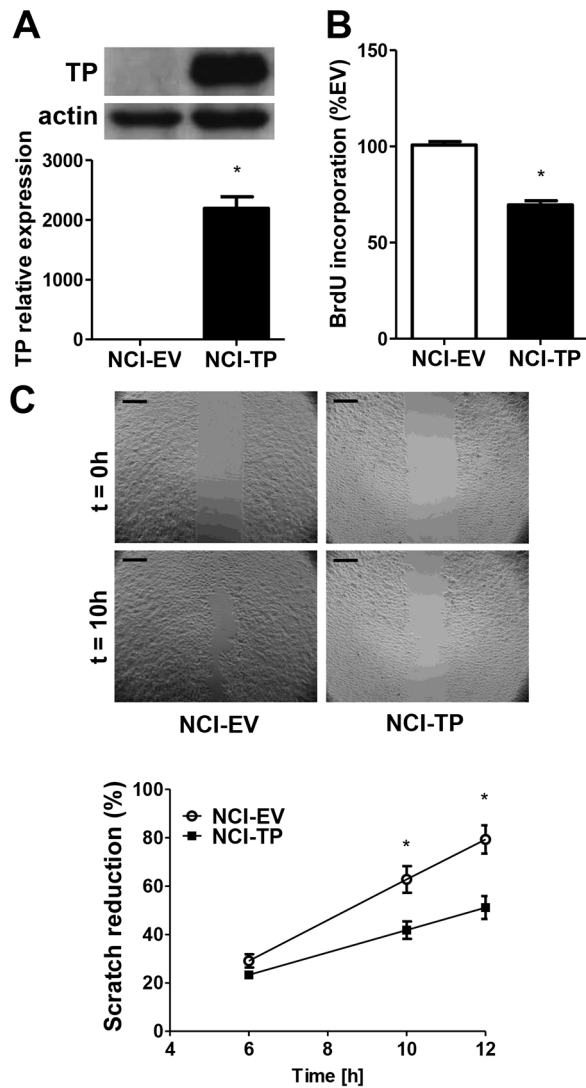 A
TP
actin
TP relative expression
3000
2000
1000
0
*
NCI-EV NCI-TP
B
BrdU incorporation (%EV)
150
100
50
0
*
NCI-EV NCI-TP
C
t = 0h
t = 10h
NCI-EV NCI-TP
Scratch reduction (%)
100
80
60
40
20
0
NCI-EV
NCI-TP
*
*
4 6 8 10 12
Time [h]